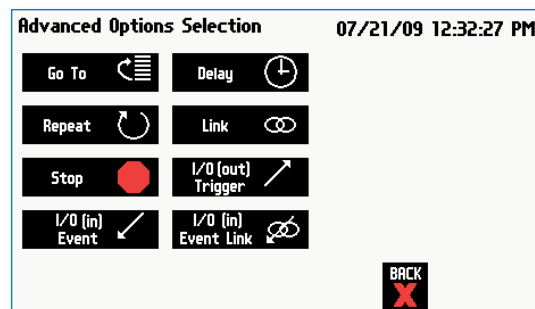 Advanced Options Selection 07/21/09 12:32:27 PM
Go To
Delay
Repeat
Link
Stop
I/O (out)
Trigger
I/O (in)
Event
I/O (in)
Event Link
BACK
X